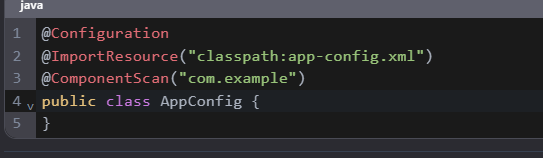 java
1 @Configuration
2 @ImportResource("classpath:app-config.xml")
3 @ComponentScan("com.example")
4 public class AppConfig {
5 }